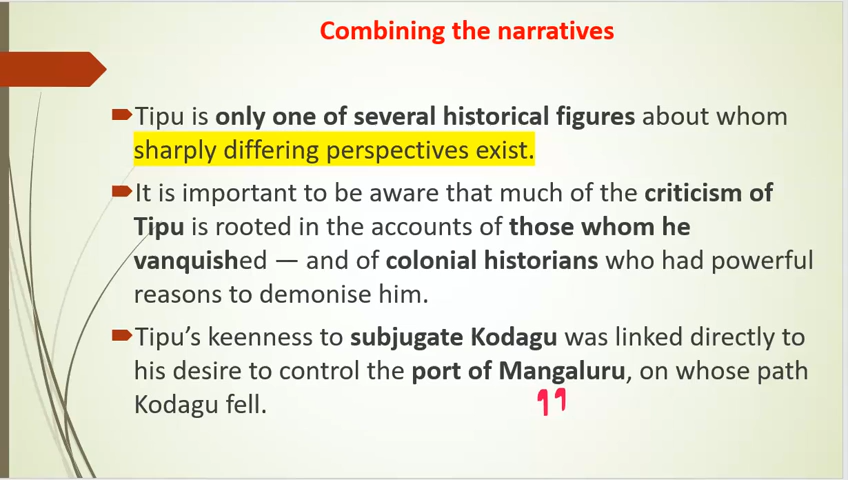 Combining the narratives
Tipu is only one of several historical figures about whom
sharply differing perspectives exist.
It is important to be aware that much of the criticism of
Tipu is rooted in the accounts of those whom he
vanquished — and of colonial historians who had powerful
reasons to demonise him.
Tipu's keenness to subjugate Kodagu was linked directly to
his desire to control the port of Mangaluru, on whose path
Kodagu fell.